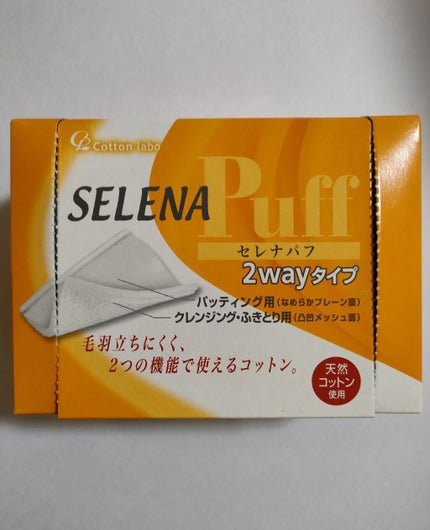 Cotton labo
SELENA
Puff
セレナパフ
2wayタイプ
パッティング用(なめらかプレーン面)
クレンジング・ふきとり用(凸凹メッシュ面)
毛羽立ちにくく、
2つの機能で使えるコットン。
天然
コットン
使用